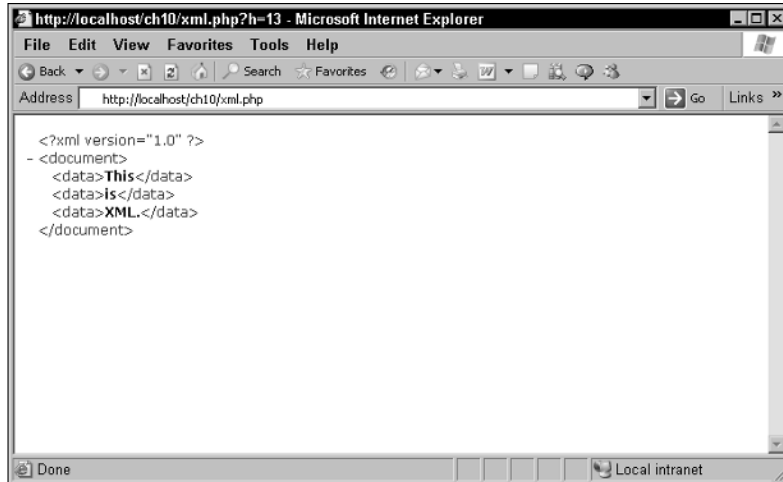 http://localhost/ch10/xml.php?h=13 - Microsoft Internet Explorer
File Edit View Favorites Tools Help
Back Search Favorites
Address http://localhost/ch10/xml.php Go Links »
<?xml version="1.0" ?>
- <document>
<data>This</data>
<data>is</data>
<data>XML.</data>
</document>
Done Local intranet